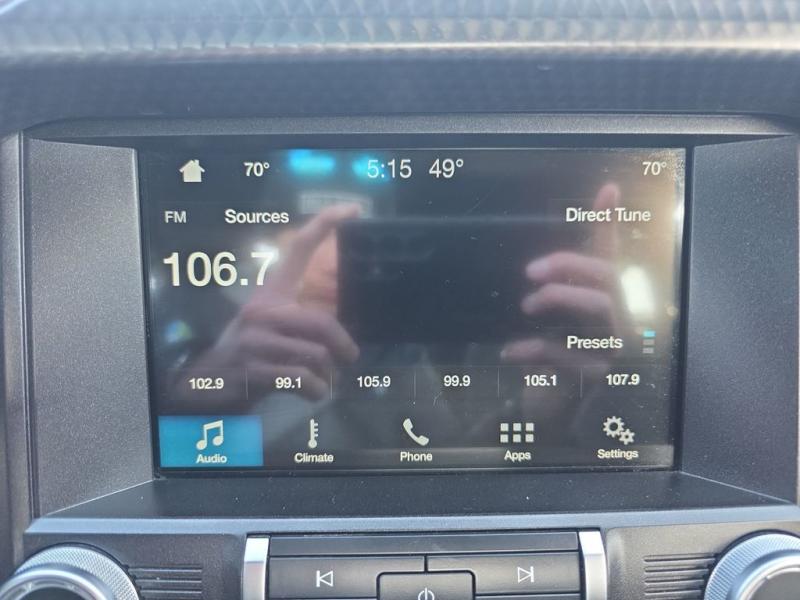 70° 5:15 49° 70°
FM Sources Direct Tune
106.7
Presets
102.9 99.1 105.9 99.9 105.1 107.9
Audio Climate Phone Apps Settings